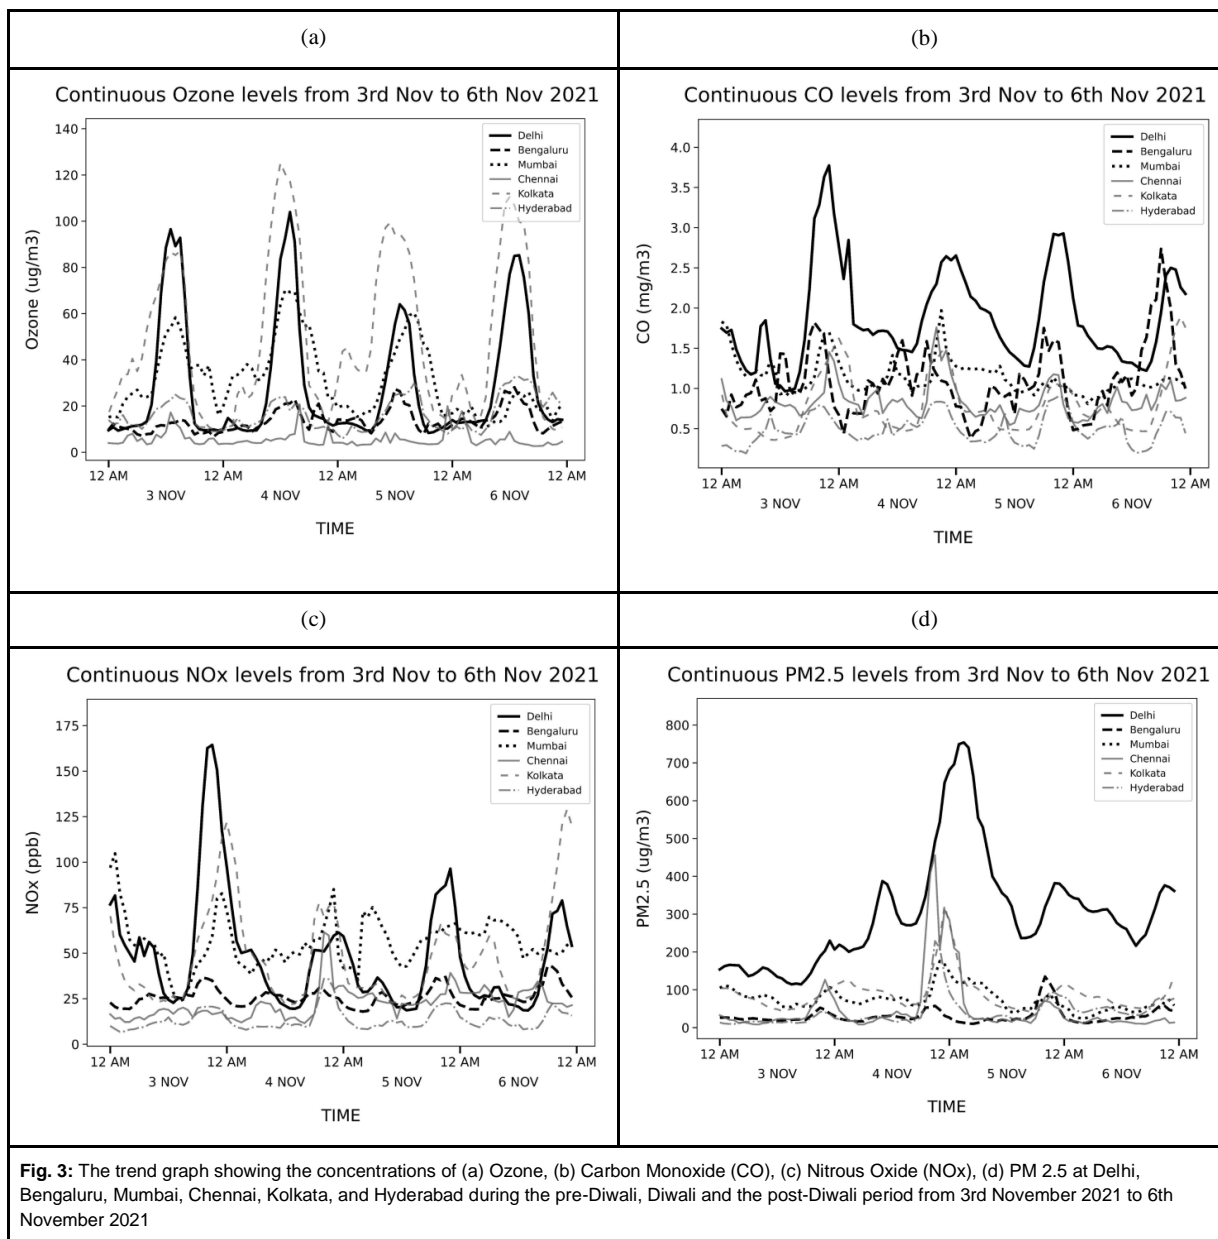 (a)
(b)
Continuous Ozone levels from 3rd Nov to 6th Nov 2021
140
120
100
80
60
40
20
0
Ozone (ug/m3)
Delhi
Bengaluru
Mumbai
Chennai
Kolkata
Hyderabad
12 AM 12 AM 12 AM 12 AM 12 AM
3 NOV 4 NOV 5 NOV 6 NOV
TIME
Continuous CO levels from 3rd Nov to 6th Nov 2021
4.0
3.5
3.0
2.5
2.0
1.5
1.0
0.5
CO (mg/m3)
Delhi
Bengaluru
Mumbai
Chennai
Kolkata
Hyderabad
12 AM 12 AM 12 AM 12 AM 12 AM
3 NOV 4 NOV 5 NOV 6 NOV
TIME
(c)
(d)
Continuous NOx levels from 3rd Nov to 6th Nov 2021
175
150
125
100
75
50
25
0
NOx (ppb)
Delhi
Bengaluru
Mumbai
Chennai
Kolkata
Hyderabad
12 AM 12 AM 12 AM 12 AM 12 AM
3 NOV 4 NOV 5 NOV 6 NOV
TIME
Continuous PM2.5 levels from 3rd Nov to 6th Nov 2021
800
700
600
500
400
300
200
100
0
PM2.5 (ug/m3)
Delhi
Bengaluru
Mumbai
Chennai
Kolkata
Hyderabad
12 AM 12 AM 12 AM 12 AM 12 AM
3 NOV 4 NOV 5 NOV 6 NOV
TIME
Fig. 3: The trend graph showing the concentrations of (a) Ozone, (b) Carbon Monoxide (CO), (c) Nitrous Oxide (NOx), (d) PM 2.5 at Delhi,
Bengaluru, Mumbai, Chennai, Kolkata, and Hyderabad during the pre-Diwali, Diwali and the post-Diwali period from 3rd November 2021 to 6th
November 2021